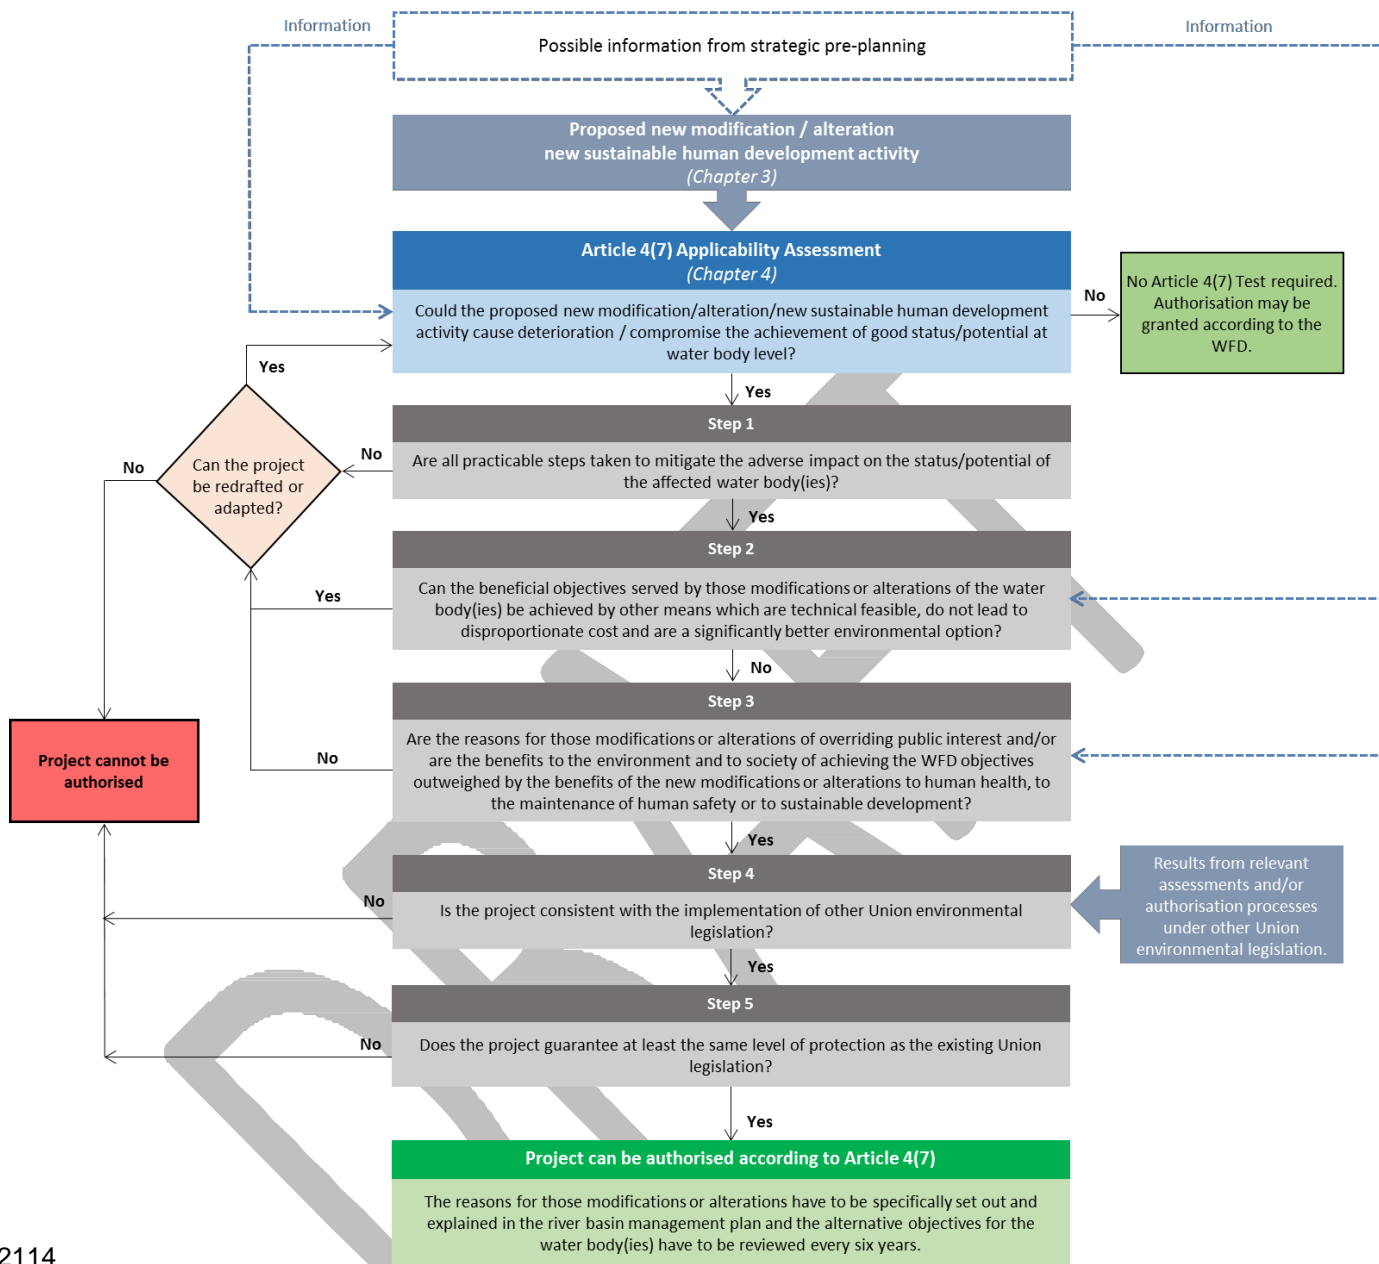 Information
Possible information from strategic pre-planning
Information
Proposed new modification / alteration
new sustainable human development activity
(Chapter 3)
Article 4(7) Applicability Assessment
(Chapter 4)
Could the proposed new modification/alteration/new sustainable human development
activity cause deterioration / compromise the achievement of good status/potential at
water body level?
No
No Article 4(7) Test required.
Authorisation may be
granted according to the
WFD.
Yes
Yes
Step 1
Are all practicable steps taken to mitigate the adverse impact on the status/potential of
the affected water body(ies)?
No
Can the project
be redrafted or
adapted?
No
Yes
Step 2
Can the beneficial objectives served by those modifications or alterations of the water
body(ies) be achieved by other means which are technical feasible, do not lead to
disproportionate cost and are a significantly better environmental option?
Yes
No
Step 3
Are the reasons for those modifications or alterations of overriding public interest and/or
are the benefits to the environment and to society of achieving the WFD objectives
outweighed by the benefits of the new modifications or alterations to human health, to
the maintenance of human safety or to sustainable development?
No
Project cannot be
authorised
Yes
Step 4
Is the project consistent with the implementation of other Union environmental
legislation?
No
Results from relevant
assessments and/or
authorisation processes
under other Union
environmental legislation.
Yes
Step 5
Does the project guarantee at least the same level of protection as the existing Union
legislation?
No
Yes
Project can be authorised according to Article 4(7)
The reasons for those modifications or alterations have to be specifically set out and
explained in the river basin management plan and the alternative objectives for the
water body(ies) have to be reviewed every six years.
2114